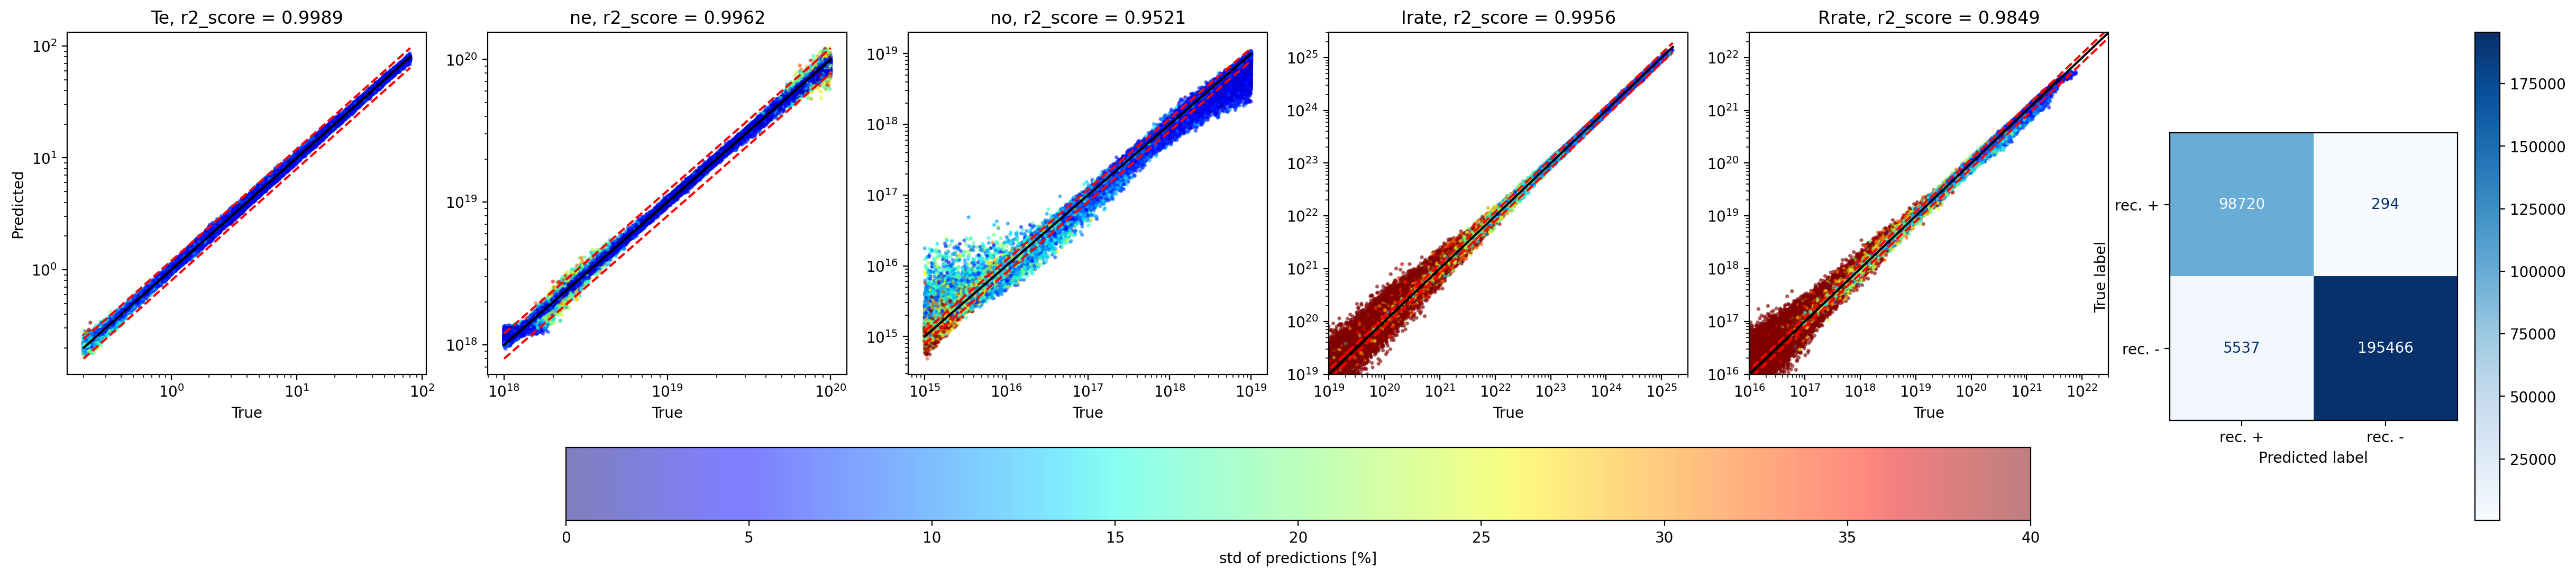 Te, r2_score = 0.9989
ne, r2_score = 0.9962
no, r2_score = 0.9521
Irate, r2_score = 0.9956
Rrate, r2_score = 0.9849
Predicted
10²
10¹
10⁰
10⁰ 10¹ 10²
True
10²⁰
10¹⁹
10¹⁸
10¹⁸ 10¹⁹ 10²⁰
True
10¹⁹
10¹⁸
10¹⁷
10¹⁶
10¹⁵
10¹⁵ 10¹⁶ 10¹⁷ 10¹⁸ 10¹⁹
True
10²⁵
10²⁴
10²³
10²²
10²¹
10²⁰
10¹⁹
10¹⁹ 10²⁰ 10²¹ 10²² 10²³ 10²⁴ 10²⁵
True
10²²
10²¹
10²⁰
10¹⁹
10¹⁸
10¹⁷
10¹⁶
10¹⁶ 10¹⁷ 10¹⁸ 10¹⁹ 10²⁰ 10²¹ 10²²
True
True label
rec. + 98720 294
rec. - 5537 195466
rec. + rec. -
Predicted label
175000
150000
125000
100000
75000
50000
25000
0 5 10 15 20 25 30 35 40
std of predictions [%]